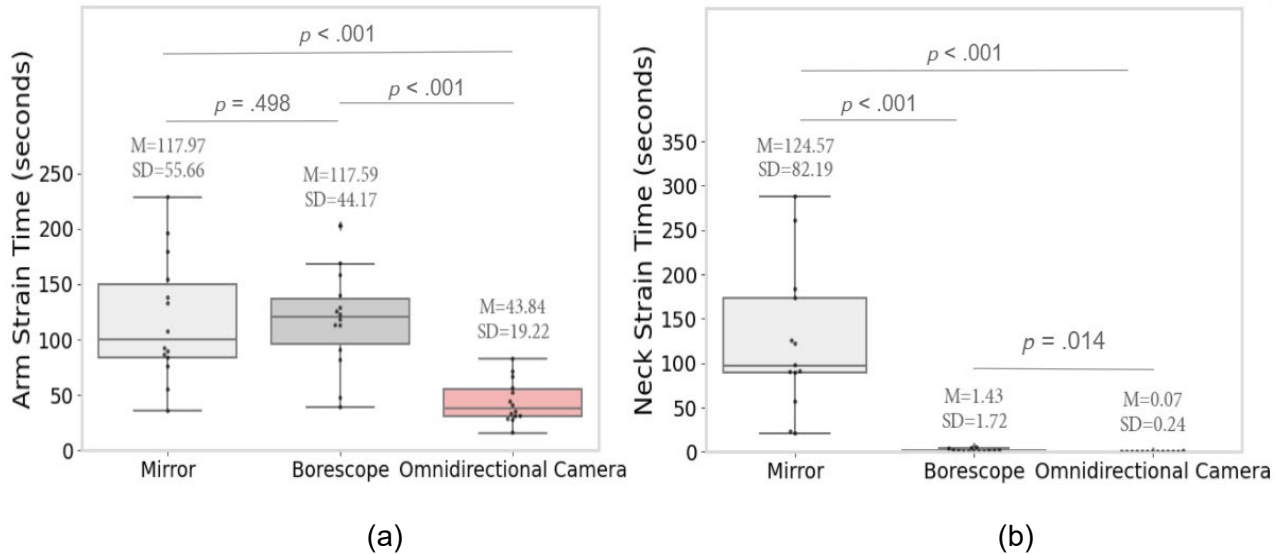 Arm Strain Time (seconds)
p < .001
p = .498
p < .001
M=117.97
SD=55.66
M=117.59
SD=44.17
M=43.84
SD=19.22
250
200
150
100
50
0
Mirror
Borescope
Omnidirectional Camera
(a)
Neck Strain Time (seconds)
p < .001
p < .001
p = .014
M=124.57
SD=82.19
M=1.43
SD=1.72
M=0.07
SD=0.24
350
300
250
200
150
100
50
0
Mirror
Borescope
Omnidirectional Camera
(b)